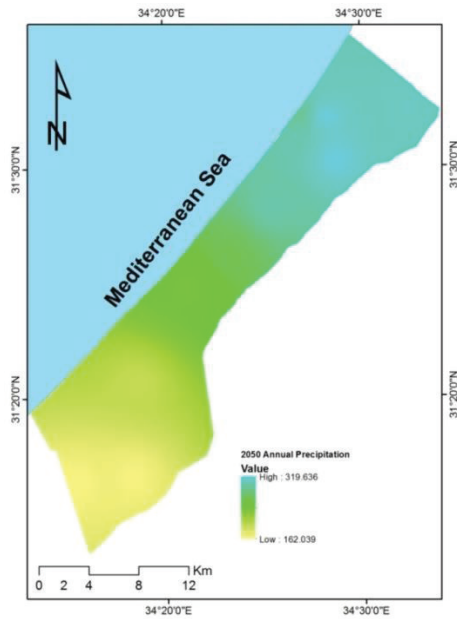 34°20'0"E 34°30'0"E
N
31°30'0"N 31°30'0"N
Mediterranean Sea
31°20'0"N 31°20'0"N
2050 Annual Precipitation
Value
High : 319.636
Low : 162.039
Km
0 2 4 8 12
34°20'0"E 34°30'0"E